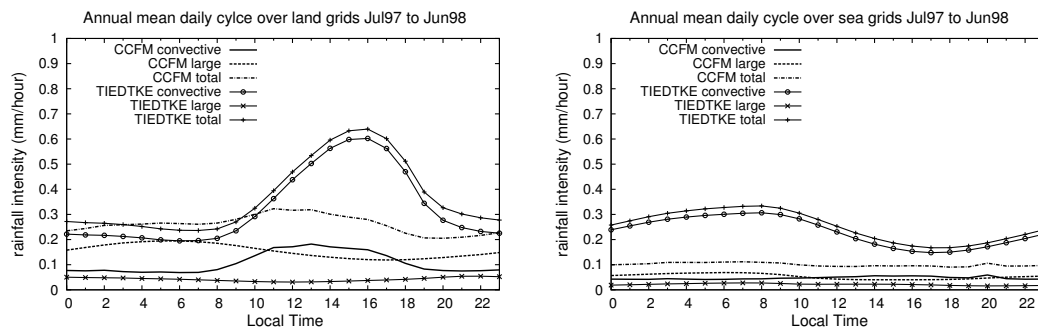 Annual mean daily cylce over land grids Jul97 to Jun98
rainfall intensity (mm/hour)
1
0.9
0.8
0.7
0.6
0.5
0.4
0.3
0.2
0.1
0
CCFM convective
CCFM large
CCFM total
TIEDTKE convective
TIEDTKE large
TIEDTKE total
0 2 4 6 8 10 12 14 16 18 20 22
Local Time
Annual mean daily cycle over sea grids Jul97 to Jun98
rainfall intensity (mm/hour)
1
0.9
0.8
0.7
0.6
0.5
0.4
0.3
0.2
0.1
0
CCFM convective
CCFM large
CCFM total
TIEDTKE convective
TIEDTKE large
TIEDTKE total
0 2 4 6 8 10 12 14 16 18 20 22
Local Time